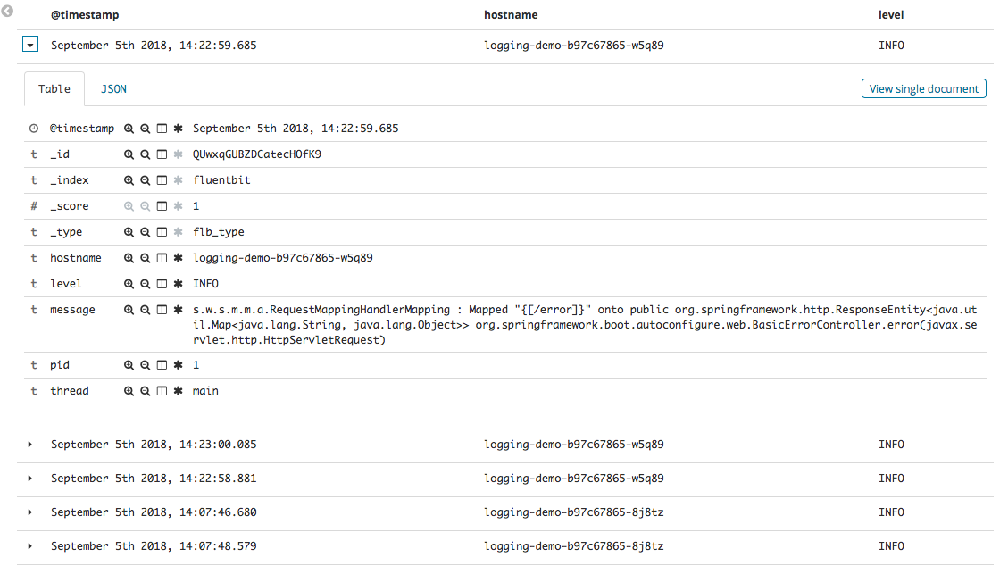 @timestamp hostname level
September 5th 2018, 14:22:59.685 logging-demo-b97c67865-w5q89 INFO
Table JSON View single document
@timestamp September 5th 2018, 14:22:59.685
t _id QUwxqGUBZDCatecHOfK9
t _index fluentbit
# _score 1
t _type flb_type
t hostname logging-demo-b97c67865-w5q89
t level INFO
t message s.w.s.m.m.a.RequestMappingHandlerMapping : Mapped "{[/error]}" onto public org.springframework.http.ResponseEntity<java.ut
il.Map<java.lang.String, java.lang.Object>> org.springframework.boot.autoconfigure.web.BasicErrorController.error(javax.se
rvlet.http.HttpServletRequest)
t pid 1
t thread main
September 5th 2018, 14:23:00.085 logging-demo-b97c67865-w5q89 INFO
September 5th 2018, 14:22:58.881 logging-demo-b97c67865-w5q89 INFO
September 5th 2018, 14:07:46.680 logging-demo-b97c67865-8j8tz INFO
September 5th 2018, 14:07:48.579 logging-demo-b97c67865-8j8tz INFO